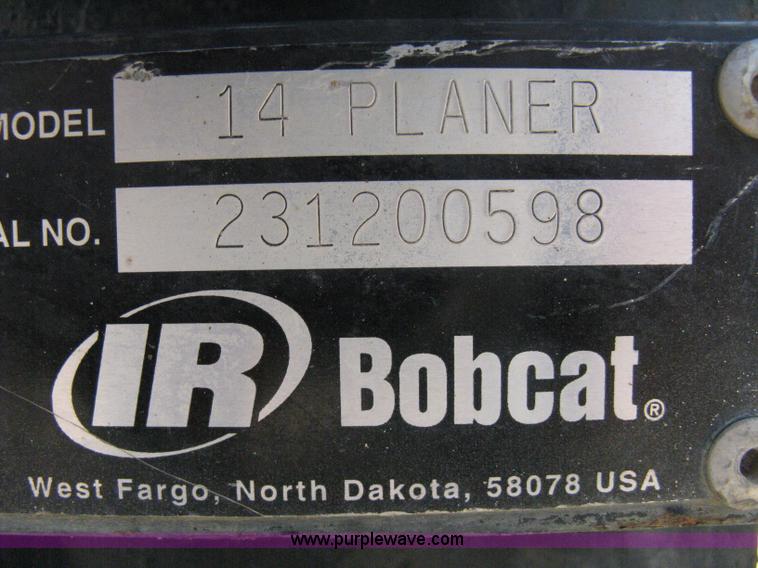 MODEL 14 PLANER
AL NO. 231200598
IR Bobcat®
West Fargo, North Dakota, 58078 USA
www.purplewave.com